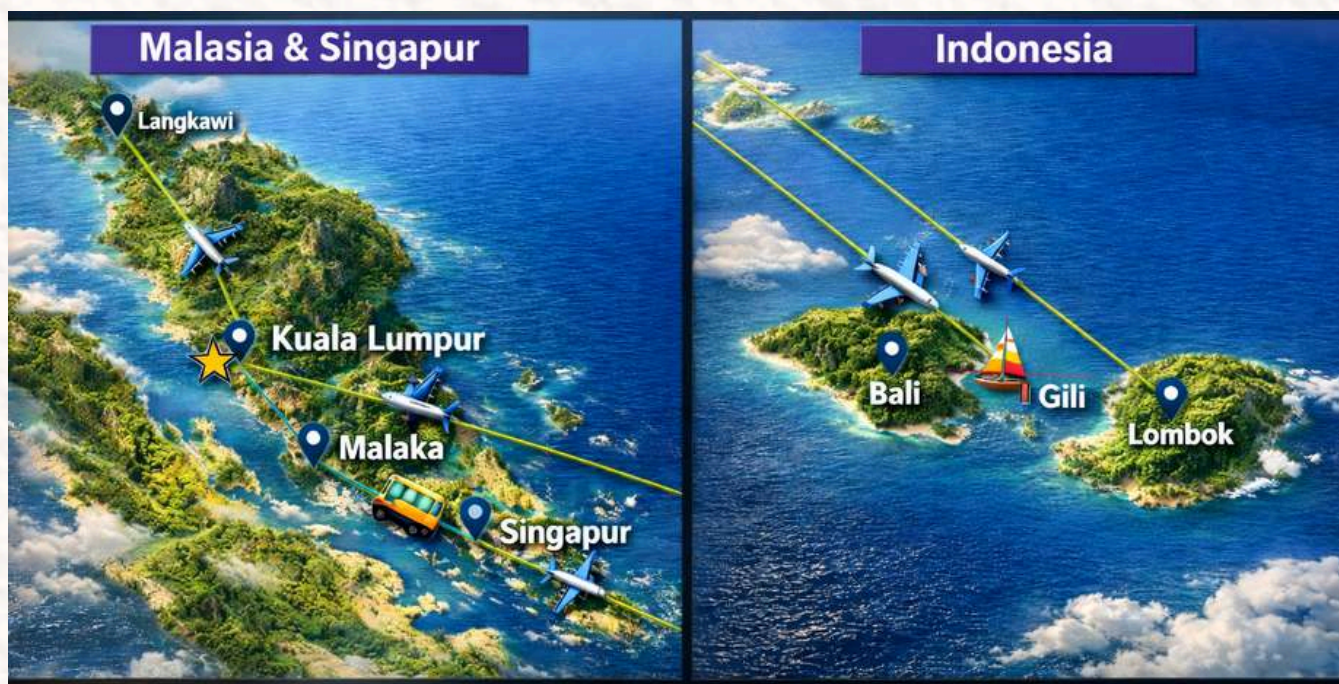 Malasia & Singapur
Langkawi
Kuala Lumpur
Malaka
Singapur
Indonesia
Bali
Gili
Lombok